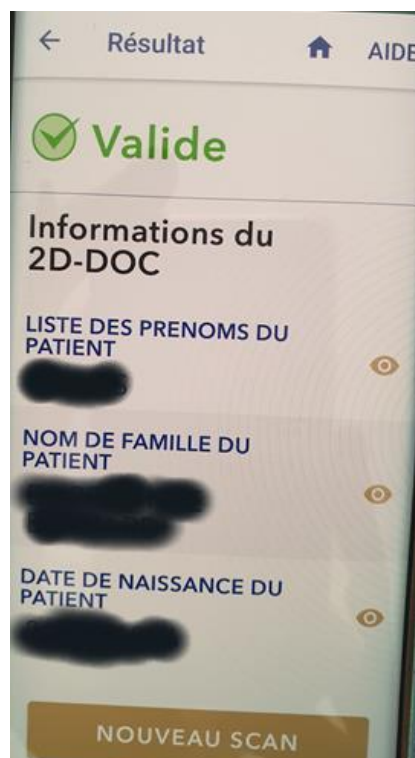 Résultat
AIDE
Valide
Informations du
2D-DOC
LISTE DES PRENOMS DU
PATIENT
NOM DE FAMILLE DU
PATIENT
DATE DE NAISSANCE DU
PATIENT
NOUVEAU SCAN